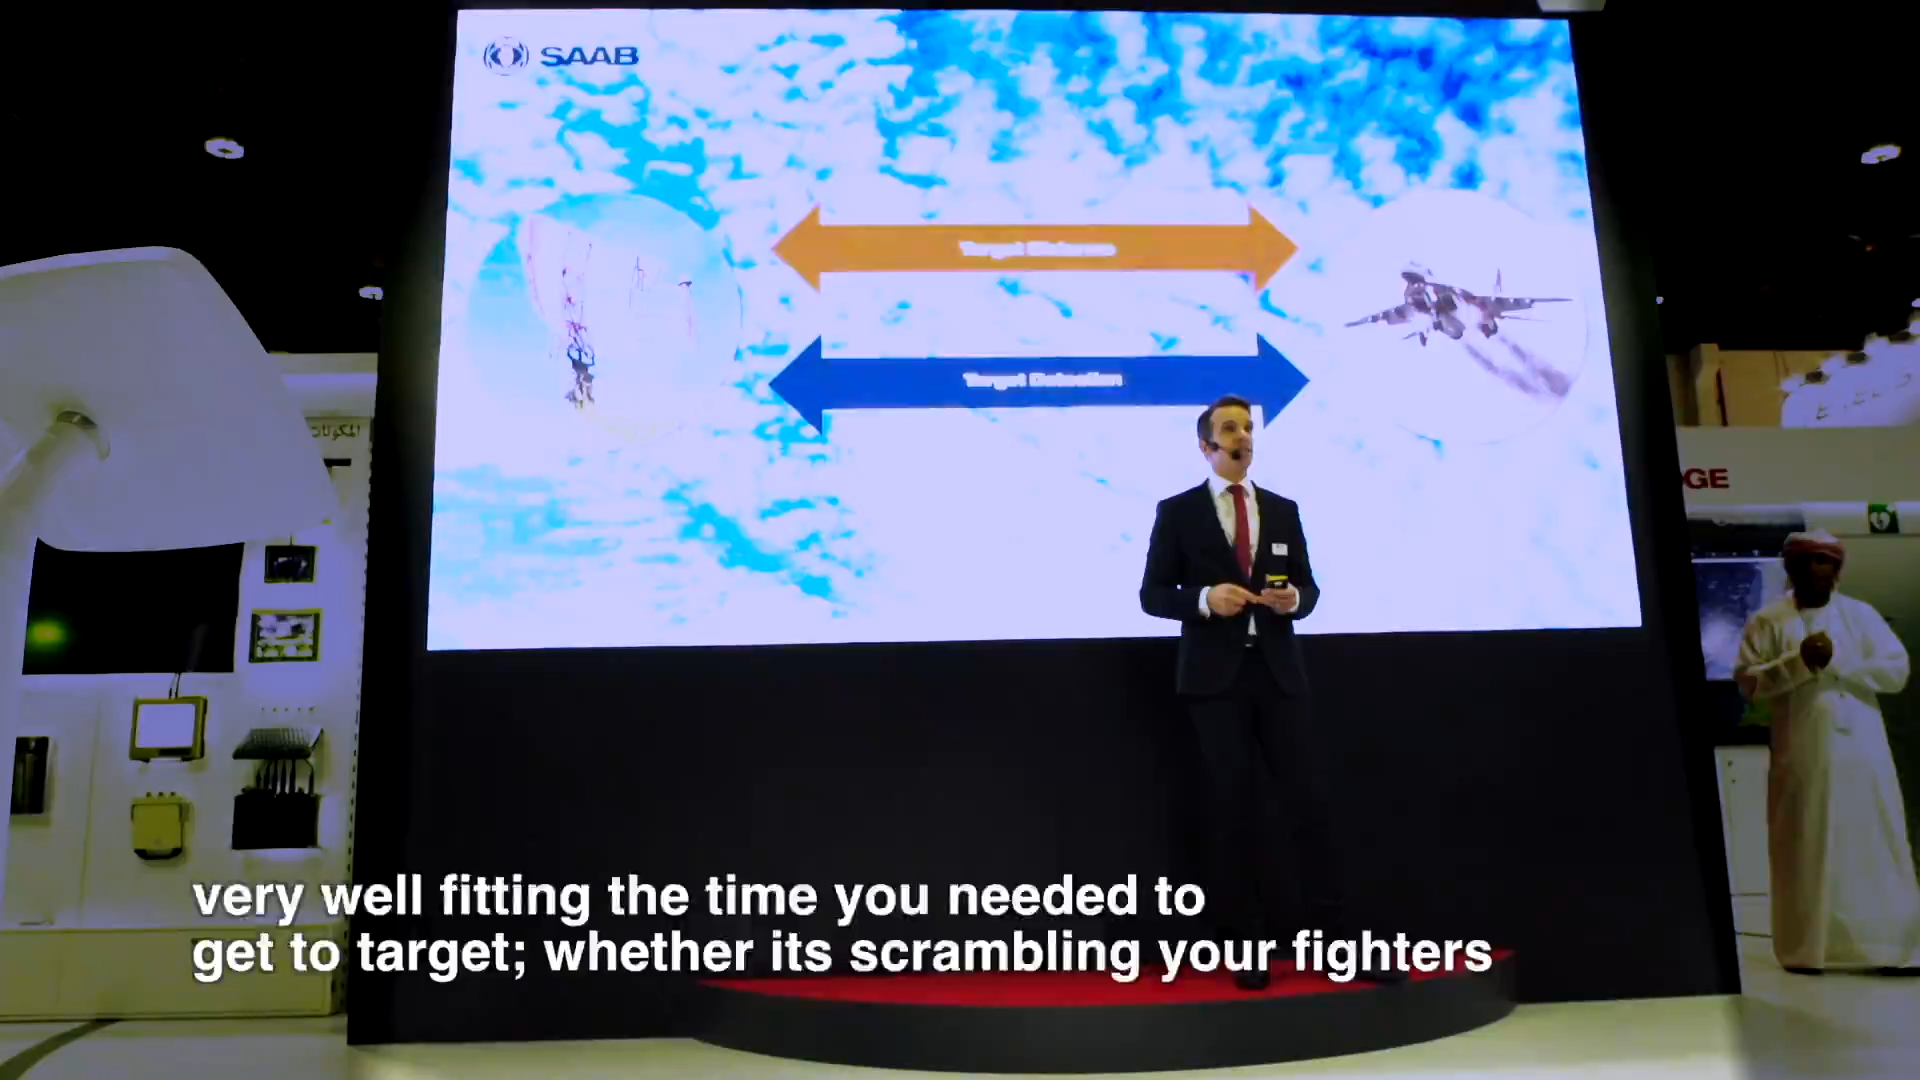 SAAB
Target Distance
Target Detection
المكونات
GE
very well fitting the time you needed to
get to target; whether its scrambling your fighters